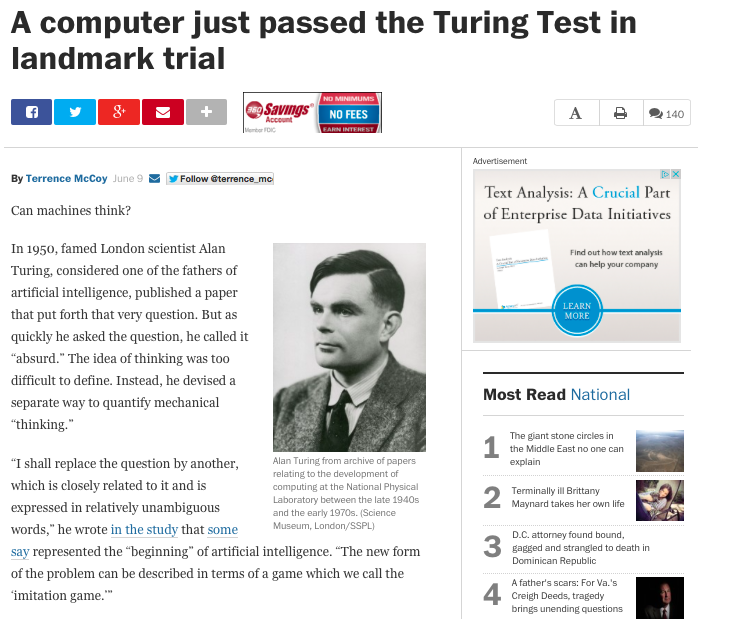 A computer just passed the Turing Test in
landmark trial
360 Savings®
Account
Member FDIC
NO MINIMUMS
NO FEES
EARN INTEREST
A
140
By Terrence McCoy June 9
Follow @terrence_mc
Can machines think?
In 1950, famed London scientist Alan
Turing, considered one of the fathers of
artificial intelligence, published a paper
that put forth that very question. But as
quickly he asked the question, he called it
“absurd.” The idea of thinking was too
difficult to define. Instead, he devised a
separate way to quantify mechanical
“thinking.”
“I shall replace the question by another,
which is closely related to it and is
expressed in relatively unambiguous
words,” he wrote in the study that some
say represented the “beginning” of artificial intelligence. “The new form
of the problem can be described in terms of a game which we call the
‘imitation game.’”
Alan Turing from archive of papers
relating to the development of
computing at the National Physical
Laboratory between the late 1940s
and the early 1970s. (Science
Museum, London/SSPL)
Advertisement
Text Analysis: A Crucial Part
of Enterprise Data Initiatives
Find out how text analysis
can help your company
LEARN
MORE
Most Read National
1
The giant stone circles in
the Middle East no one can
explain
2
Terminally ill Brittany
Maynard takes her own life
3
D.C. attorney found bound,
gagged and strangled to death in
Dominican Republic
4
A father's scars: For Va.'s
Creigh Deeds, tragedy
brings unending questions